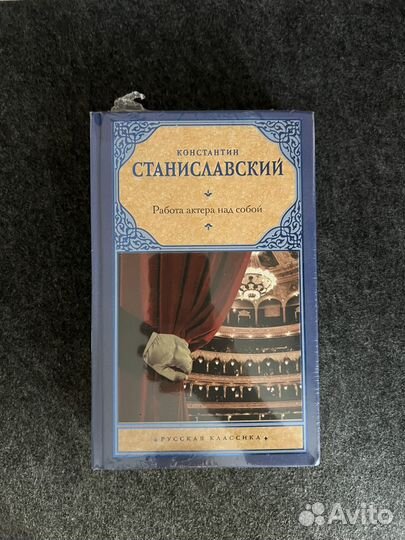 КОНСТАНТИН
СТАНИСЛАВСКИЙ
Работа актера над собой
РУССКАЯ КЛАССИКА
Avito